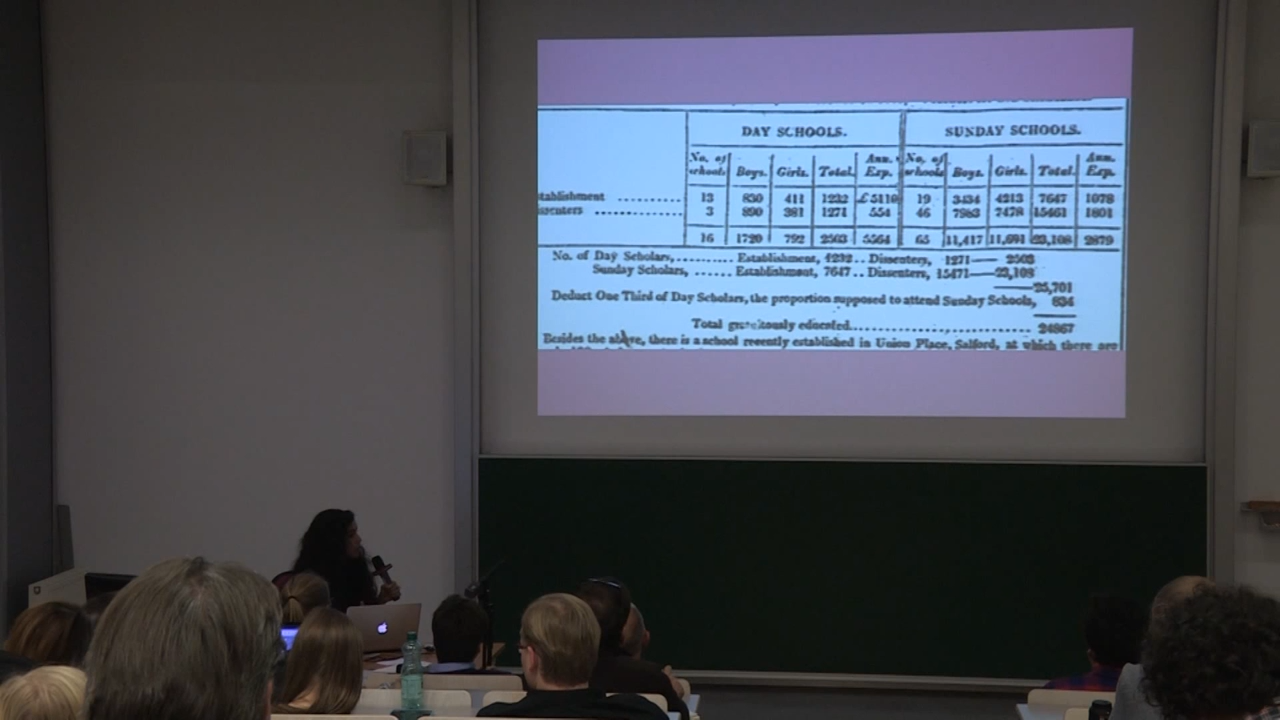 DAY SCHOOLS. SUNDAY SCHOOLS.
No. of schools Boys. Girls. Total. Ann. Exp. No. of schools Boys. Girls. Total. Ann. Exp.
stablishment .......... 13 850 411 1232 £5110 19 3434 4213 7647 1078
issenters .............. 3 890 381 1271 554 46 7983 7478 15461 1801
16 1720 792 2503 5564 65 11,417 11,691 23,108 2879
No. of Day Scholars,.......... Establishment, 1232.. Dissenters, 1271—— 2503
Sunday Scholars, ...... Establishment, 7647.. Dissenters, 15471——23,108
25,701
Deduct One Third of Day Scholars, the proportion supposed to attend Sunday Schools, 834
Total gratuitously educated.................................. 24867
Besides the above, there is a school recently established in Union Place, Salford, at which there are